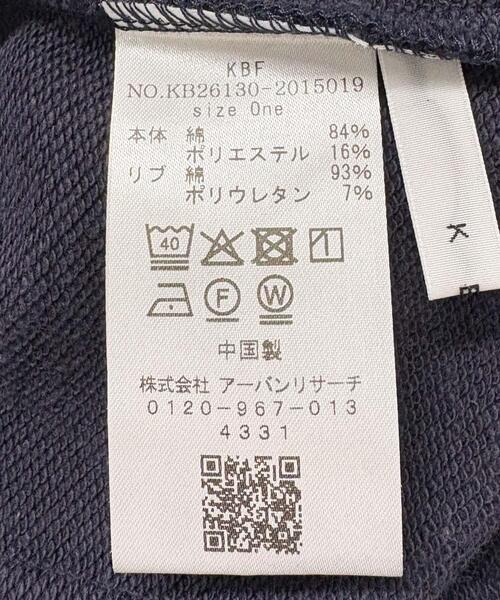 KBF
NO.KB26130-2015019
size One
本体 綿 84%
ポリエステル 16%
リブ 綿 93%
ポリウレタン 7%
40
F W
中国製
株式会社 アーバンリサーチ
0120-967-013
4331
K